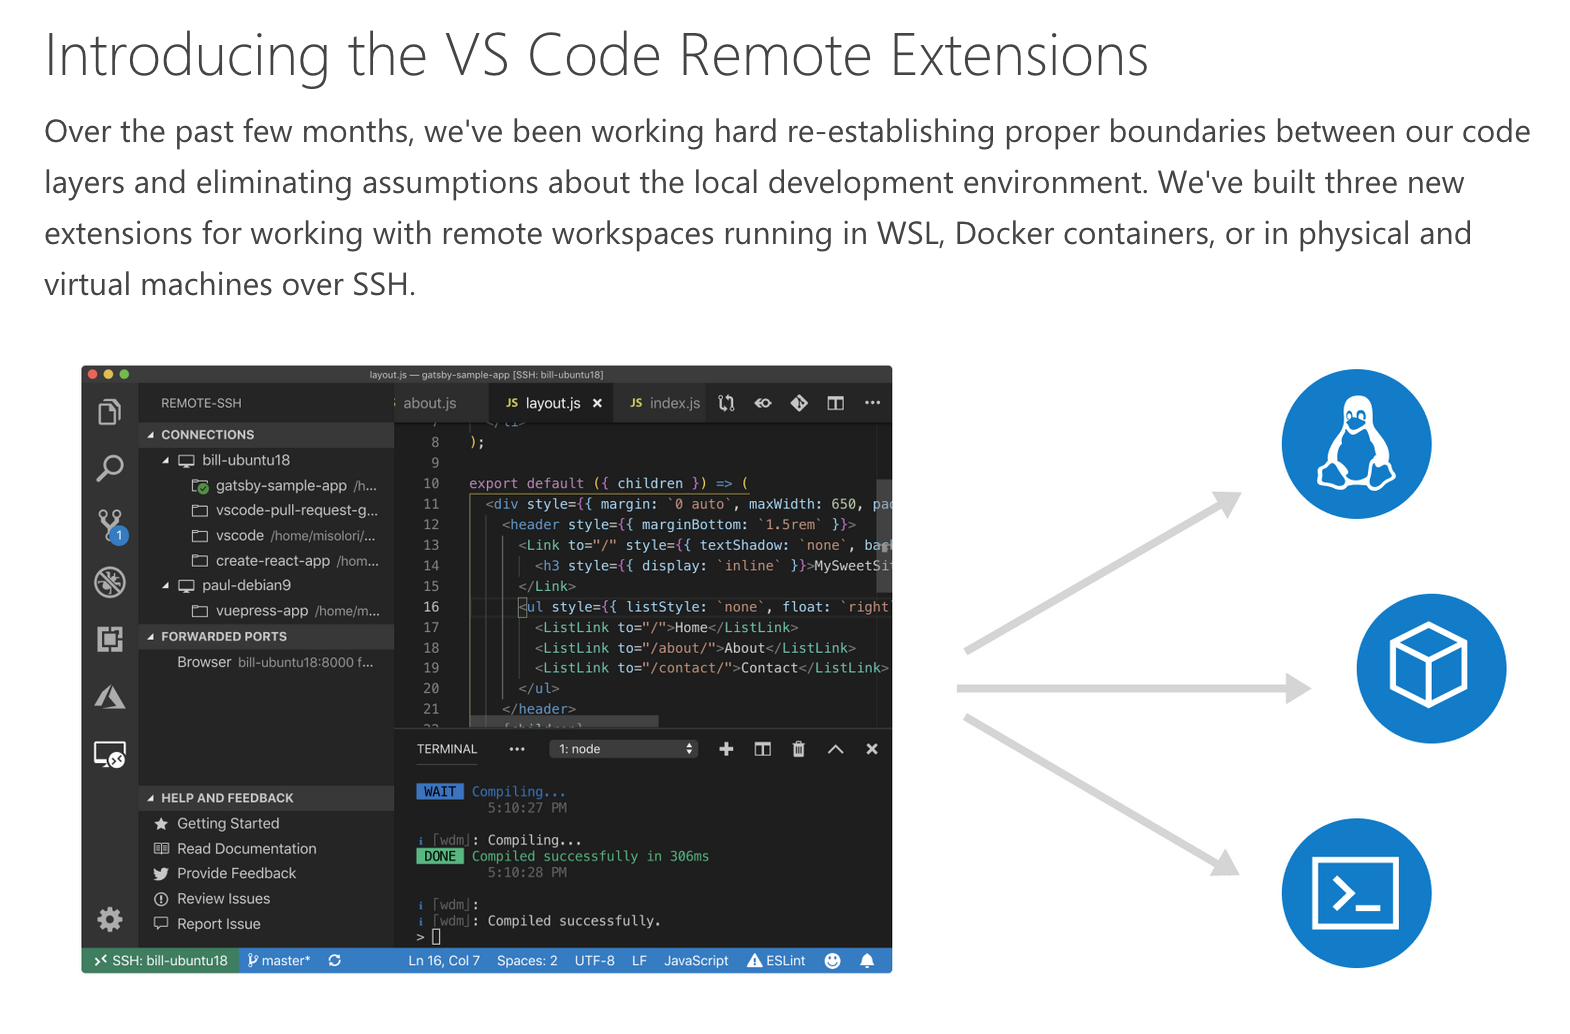 Introducing the VS Code Remote Extensions
Over the past few months, we've been working hard re-establishing proper boundaries between our code
layers and eliminating assumptions about the local development environment. We've built three new
extensions for working with remote workspaces running in WSL, Docker containers, or in physical and
virtual machines over SSH.
layout.js — gatsby-sample-app [SSH: bill-ubuntu18]
REMOTE-SSH
CONNECTIONS
bill-ubuntu18
gatsby-sample-app /h...
vscode-pull-request-g...
vscode /home/misolori/...
create-react-app /hom...
paul-debian9
vuepress-app /home/m...
FORWARDED PORTS
Browser bill-ubuntu18:8000 f...
HELP AND FEEDBACK
Getting Started
Read Documentation
Provide Feedback
Review Issues
Report Issue
1
about.js
JS layout.js ×
JS index.js
8 );
9
10 export default ({ children }) => (
11 <div style={{ margin: `0 auto`, maxWidth: 650, pad
12 <header style={{ marginBottom: `1.5rem` }}>
13 <Link to="/" style={{ textShadow: `none`, bac
14 <h3 style={{ display: `inline` }}>MySweetSi
15 </Link>
16 <ul style={{ listStyle: `none`, float: `right`
17 <ListLink to="/">Home</ListLink>
18 <ListLink to="/about/">About</ListLink>
19 <ListLink to="/contact/">Contact</ListLink>
20 </ul>
21 </header>
TERMINAL ... 1: node
WAIT Compiling...
5:10:27 PM
i ｢wdm｣: Compiling...
DONE Compiled successfully in 306ms
5:10:28 PM
i ｢wdm｣:
i ｢wdm｣: Compiled successfully.
>
SSH: bill-ubuntu18 master* Ln 16, Col 7 Spaces: 2 UTF-8 LF JavaScript ESLint